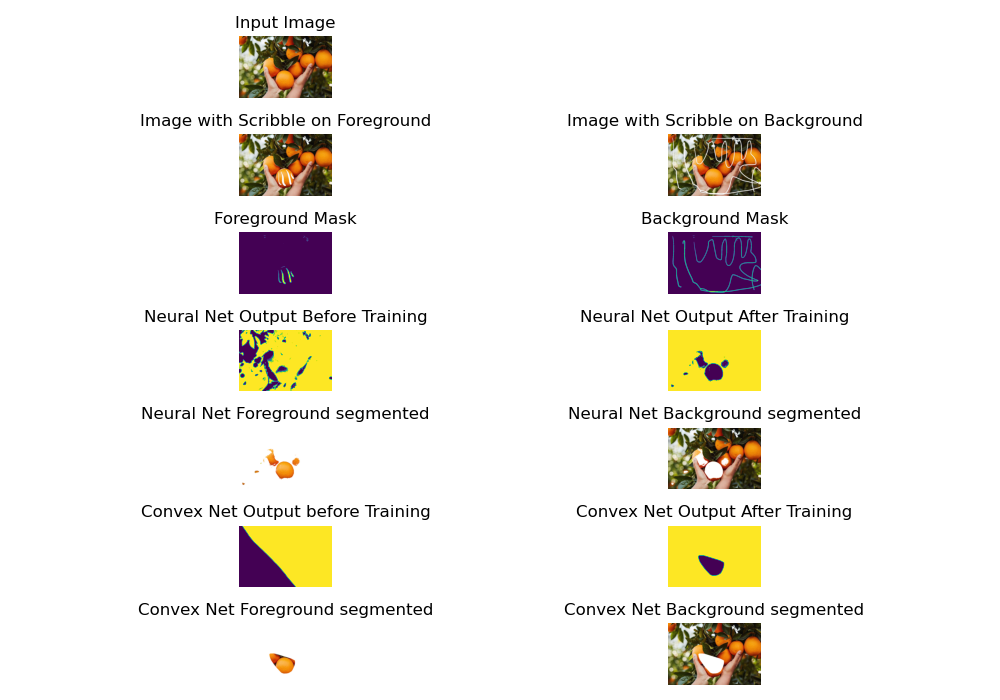 Input Image
Image with Scribble on Foreground
Image with Scribble on Background
Foreground Mask
Background Mask
Neural Net Output Before Training
Neural Net Output After Training
Neural Net Foreground segmented
Neural Net Background segmented
Convex Net Output before Training
Convex Net Output After Training
Convex Net Foreground segmented
Convex Net Background segmented